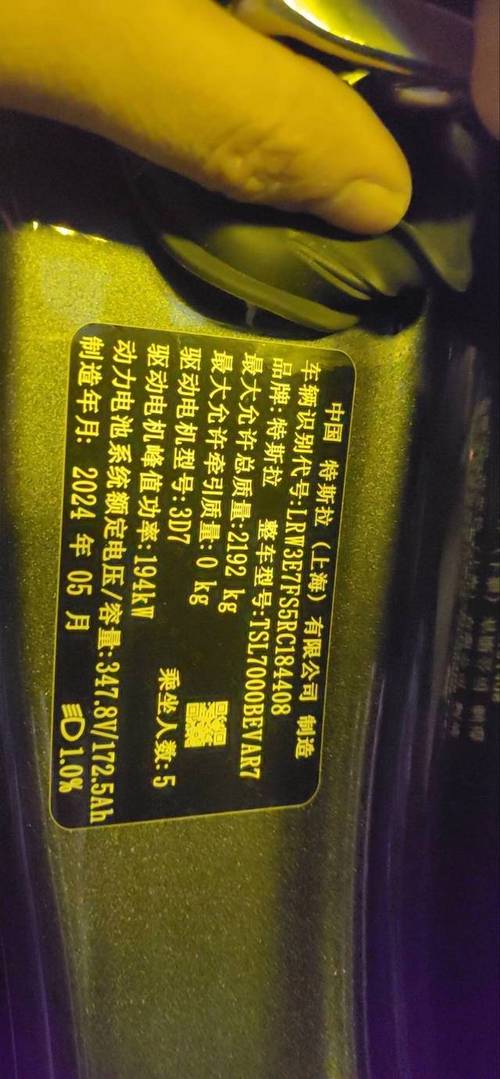 中国 特斯拉（上海）有限公司 制造
车辆识别代号:LRW3E7FS5RC184408
品牌:特斯拉 整车型号:TSL7000BEVAR7
最大允许总质量:2192 kg
最大允许牵引质量: 0 kg
驱动电机型号:3D7
驱动电机峰值功率:194kW 乘坐人数:5
动力电池系统额定电压/容量:347.8V/172.5Ah
制造年月: 2024 年 05 月 1.0%